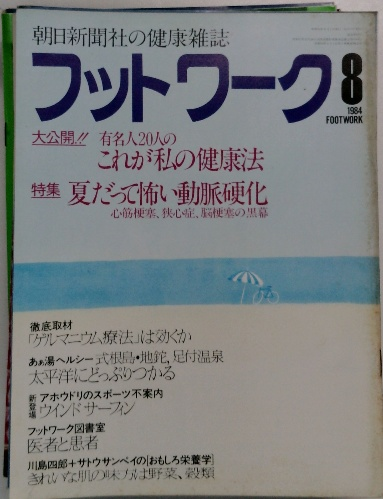 朝日新聞社の健康雑誌
フットワーク
8
1984
FOOTWORK
大公開!! 有名人20人の
これが私の健康法
特集 夏だって怖い動脈硬化
心筋梗塞、狭心症、脳梗塞の黒幕
徹底取材
「ゲルマニウム療法」は効くか
あぁ湯ヘルシー 式根島・地鉈、足付温泉
太平洋にどっぷりつかる
新登場 アホウドリのスポーツ不案内
ウインドサーフィン
フットワーク図書室
医者と患者
川島四郎+サトウサンペイの[おもしろ栄養学]
きれいな肌の味方は野菜、穀類